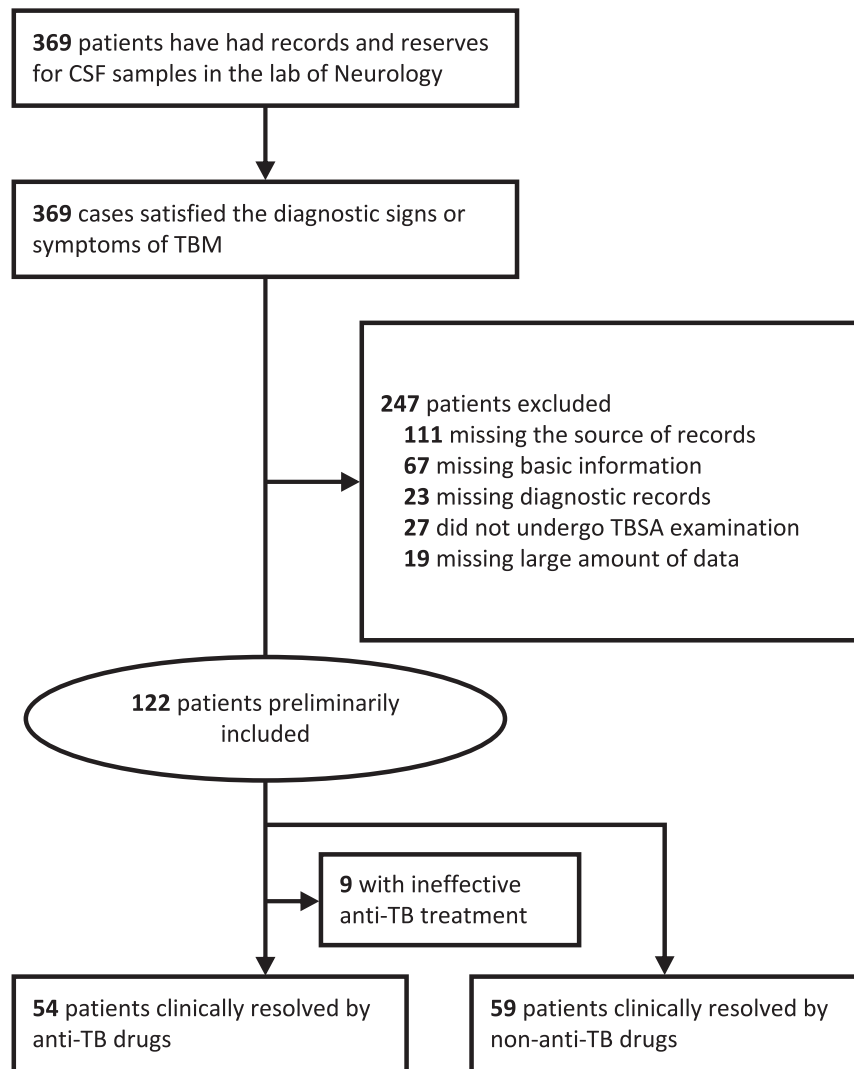 369 patients have had records and reserves
for CSF samples in the lab of Neurology
369 cases satisfied the diagnostic signs or
symptoms of TBM
247 patients excluded
111 missing the source of records
67 missing basic information
23 missing diagnostic records
27 did not undergo TBSA examination
19 missing large amount of data
122 patients preliminarily
included
9 with ineffective
anti-TB treatment
54 patients clinically resolved by
anti-TB drugs
59 patients clinically resolved by
non-anti-TB drugs